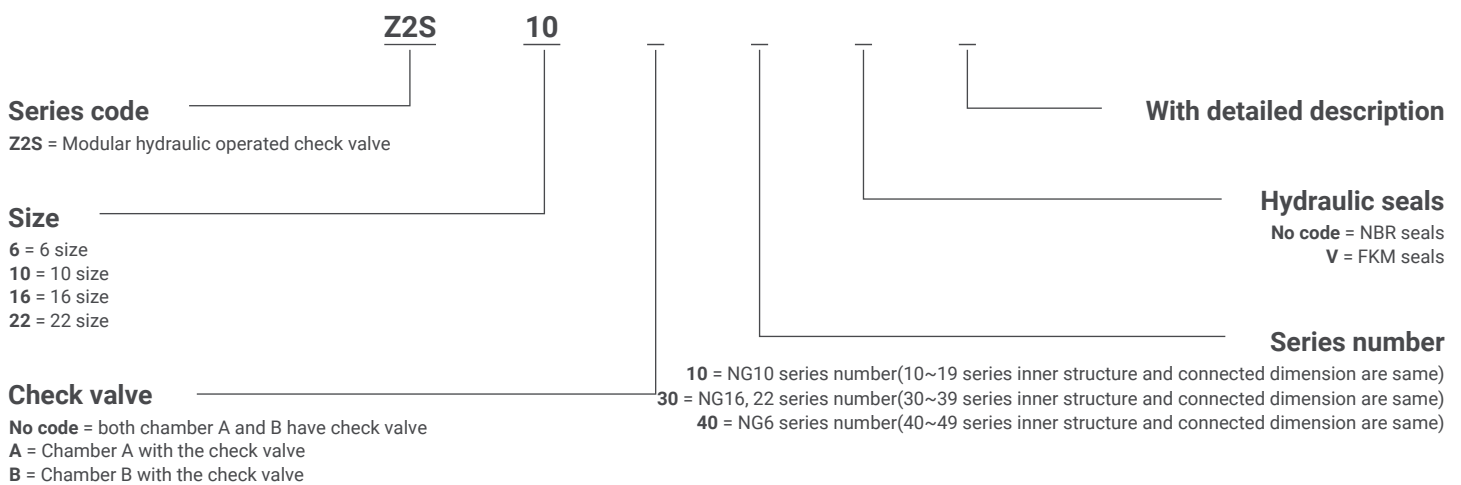 Z2S 10
Series code
Z2S = Modular hydraulic operated check valve
Size
6 = 6 size
10 = 10 size
16 = 16 size
22 = 22 size
Check valve
No code = both chamber A and B have check valve
A = Chamber A with the check valve
B = Chamber B with the check valve
With detailed description
Hydraulic seals
No code = NBR seals
V = FKM seals
Series number
10 = NG10 series number(10~19 series inner structure and connected dimension are same)
30 = NG16, 22 series number(30~39 series inner structure and connected dimension are same)
40 = NG6 series number(40~49 series inner structure and connected dimension are same)